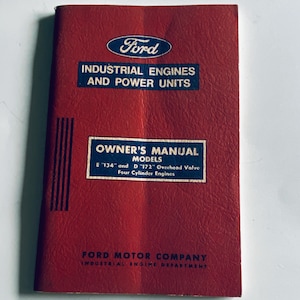 Ford
INDUSTRIAL ENGINES
AND POWER UNITS
OWNER'S MANUAL
MODELS
E "134" and D "172" Overhead Valve
Four Cylinder Engines
FORD MOTOR COMPANY
INDUSTRIAL ENGINE DEPARTMENT